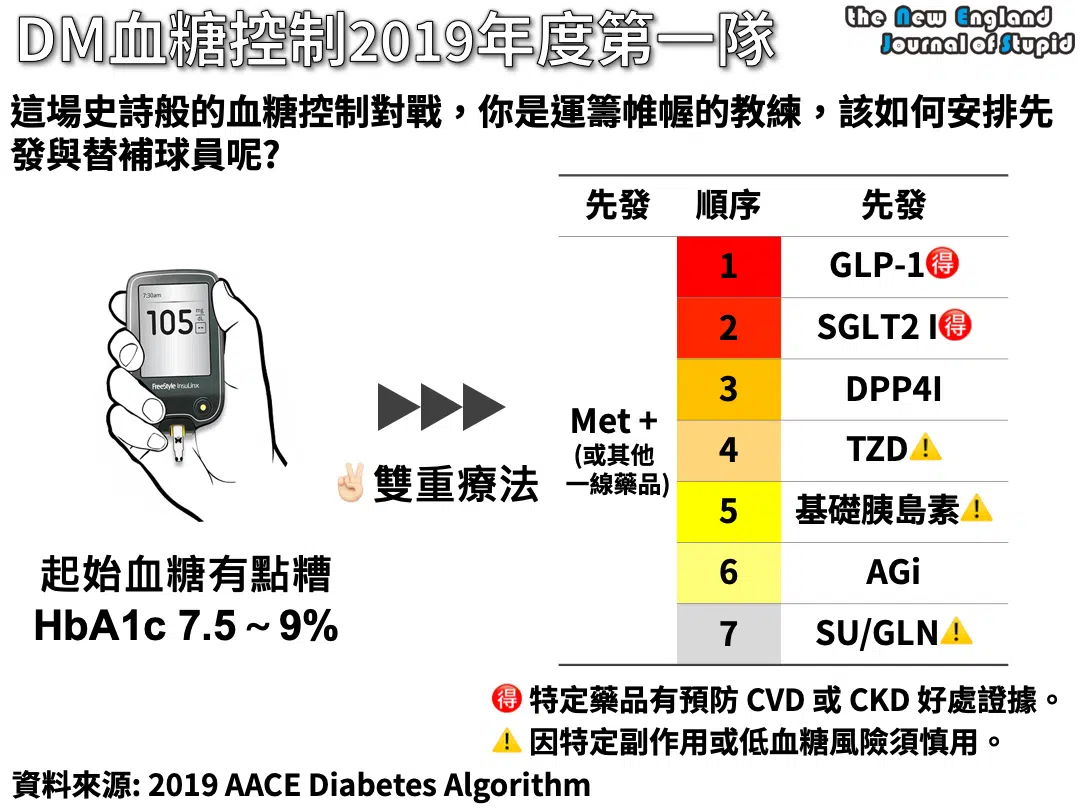 DM血糖控制2019年度第一隊
the New England
Journal of Stupid
這場史詩般的血糖控制對戰，你是運籌帷幄的教練，該如何安排先
發與替補球員呢?
先發 順序 先發
1 GLP-1🉐
2 SGLT2 I🉐
3 DPP4I
4 TZD⚠️
5 基礎胰島素⚠️
6 AGi
7 SU/GLN⚠️
Met +
(或其他
一線藥品)
7:30am
105 mg/dL
FreeStyle InsuLinx
✌🏻雙重療法
起始血糖有點糟
HbA1c 7.5 ~ 9%
🉐 特定藥品有預防 CVD 或 CKD 好處證據。
⚠️ 因特定副作用或低血糖風險須慎用。
資料來源: 2019 AACE Diabetes Algorithm